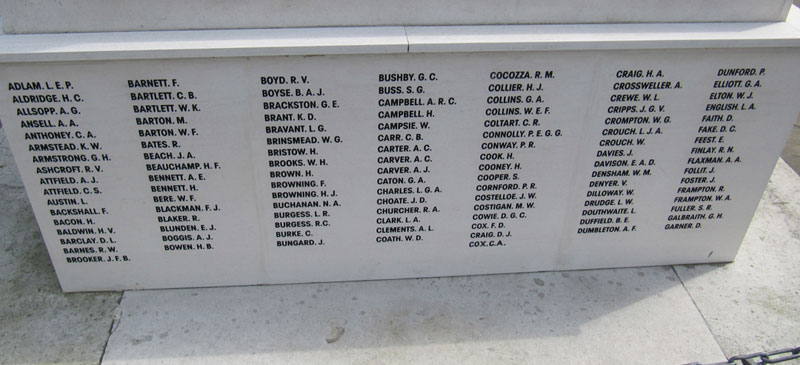 ADLAM. L. E. P.
ALDRIDGE. H. C.
ALLSOPP. A. G.
ANSELL. A. A.
ANTHONEY. C. A.
ARMSTEAD. K. W.
ARMSTRONG. G. H.
ASHCROFT. R. V.
ATTFIELD. A. J.
ATTFIELD. C. S.
AUSTIN. L.
BACKSHALL. F.
BACON. H.
BALDWIN. H. V.
BARCLAY. D. L.
BARNES. R. W.
BROOKER. J. F. B.
BARNETT. F.
BARTLETT. C. B.
BARTLETT. W. K.
BARTON. M.
BARTON. W. F.
BATES. R.
BEACH. J. A.
BEAUCHAMP. H. F.
BENNETT. A. E.
BENNETT. H.
BERE. W. F.
BLACKMAN. F. J.
BLAKER. R.
BLUNDEN. E. J.
BOGGIS. A. J.
BOWEN. H. B.
BOYD. R. V.
BOYSE. B. A. J.
BRACKSTON. G. E.
BRANT. K. D.
BRAVANT. L. G.
BRINSMEAD. W. G.
BRISTOW. H.
BROOKS. W. H.
BROWN. H.
BROWNING. F.
BROWNING. H. J.
BUCHANAN. N. A.
BURGESS. L. R.
BURGESS. R.C.
BURKE. C.
BUNGARD. J.
BUSHBY. G. C.
BUSS. S. G.
CAMPBELL. A. R. C.
CAMPBELL. H.
CAMPSIE. W.
CARR. C. B.
CARTER. A. C.
CARVER. A. C.
CARVER. A. J.
CATON. G. A.
CHARLES. L. G. A.
CHOATE. J. D.
CHURCHER. R. A.
CLARK. L. A.
CLEMENTS. A. L.
COATH. W. D.
COCOZZA. R. M.
COLLIER. H. J.
COLLINS. G. A.
COLLINS. W. E. F.
COLTART. C. R.
CONNOLLY. P. E. G. G.
CONWAY. P. R.
COOK. H.
COONEY. H.
COOPER. S.
CORNFORD. P. R.
COSTELLOE. J. W.
COSTIGAN. M. W.
COWIE. D. G. C.
COX. F. D.
CRAIG. D. J.
COX. C.A.
CRAIG. H. A.
CROSSWELLER. A.
CREWE. W. L.
CRIPPS. J. G. V.
CROMPTON. W. G.
CROUCH. L. J. A.
CROUCH. W.
DAVIES. J.
DAVISON. E. A. D.
DENSHAM. W. M.
DENYER. V.
DILLOWAY. W.
DRUDGE. L. W.
DOUTHWAITE. L.
DUFFIELD. B. E.
DUMBLETON. A. F.
DUNFORD. P.
ELLIOTT. G. A.
ELTON. W. J.
ENGLISH. L. A.
FAITH. D.
FAKE. D. C.
FEEST. E.
FINLAY. R. N.
FLAXMAN. A. A.
FOLLIT. J.
FOSTER. J.
FRAMPTON. R.
FRAMPTON. W. A.
FULLER. S. R.
GALBRAITH. G. H.
GARNER. D.